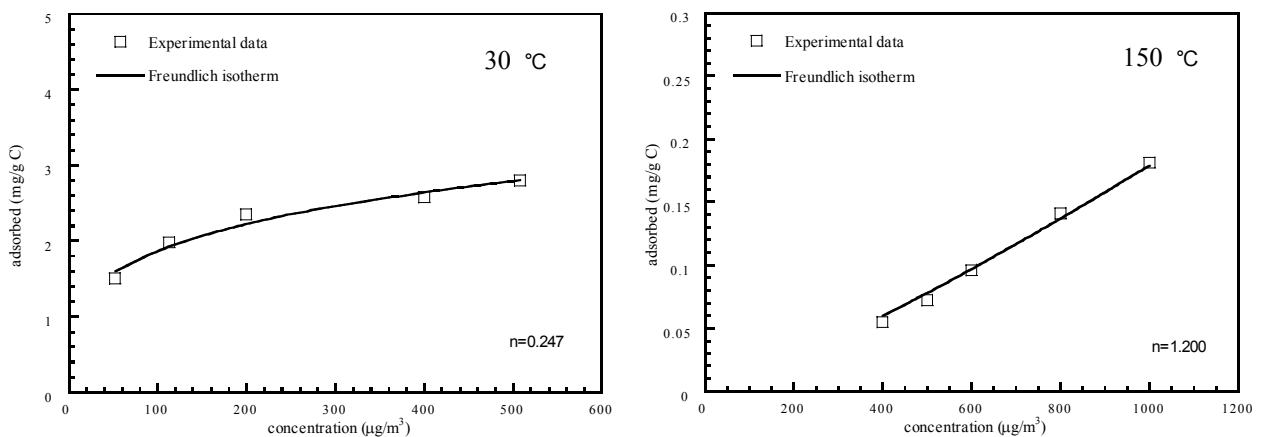 5
4
3
2
1
0
adsorbed (mg/g C)
Experimental data
Freundlich isotherm
30 °C
n=0.247
0 100 200 300 400 500 600
concentration (μg/m³)
0.3
0.25
0.2
0.15
0.1
0.05
0
adsorbed (mg/g C)
Experimental data
Freundlich isotherm
150 °C
n=1.200
0 200 400 600 800 1000 1200
concentration (μg/m³)